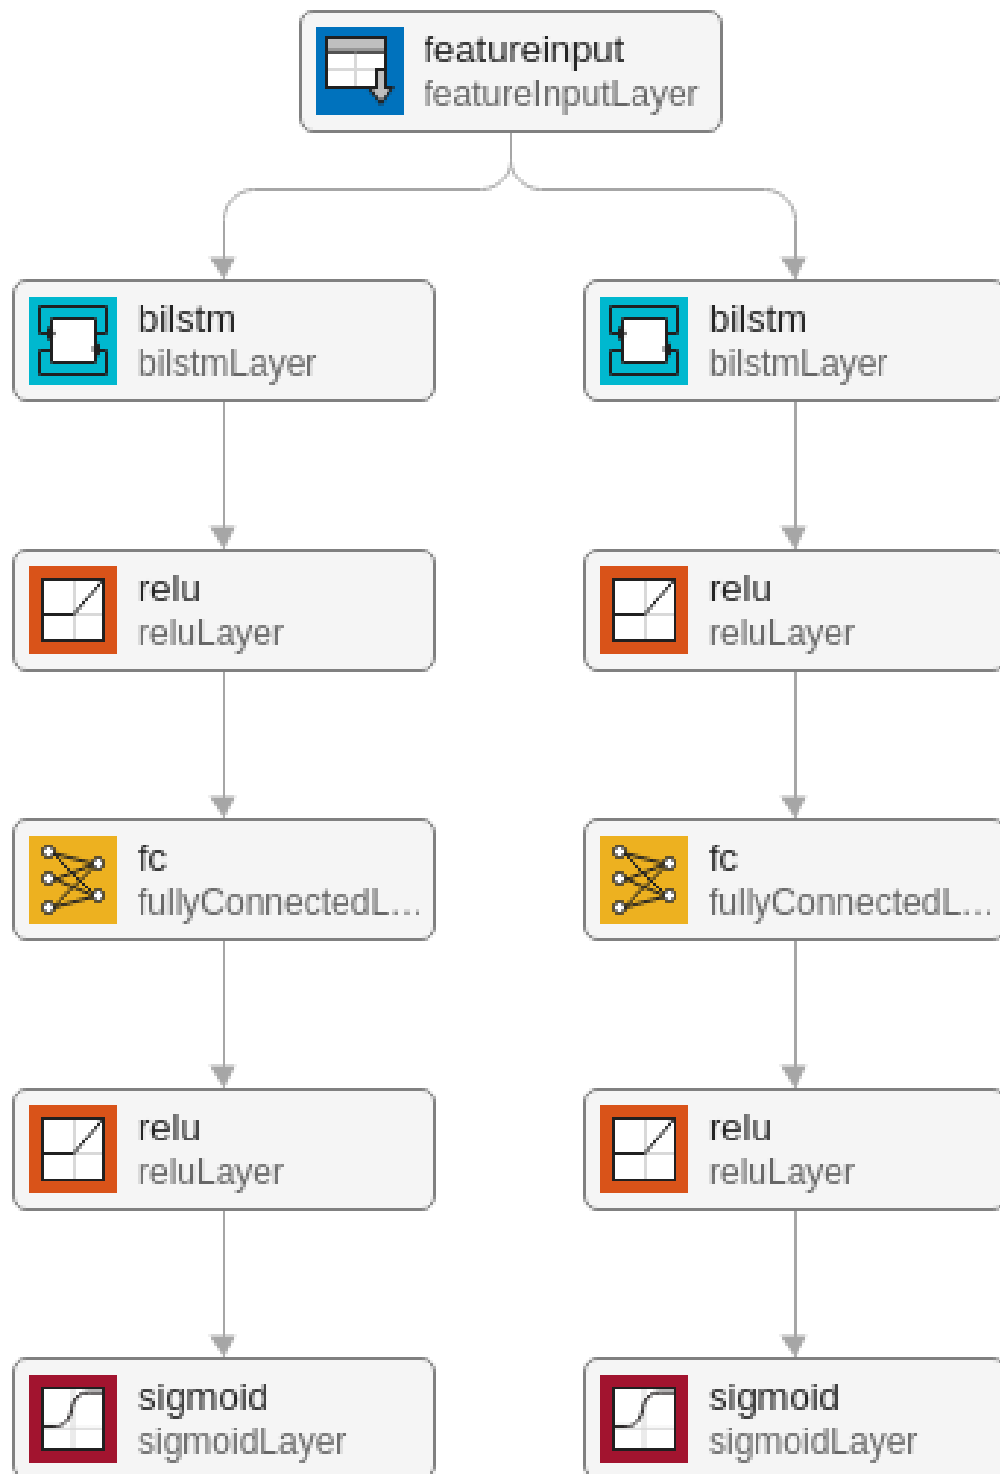 featureinput
featureInputLayer
bilstm
bilstmLayer
bilstm
bilstmLayer
relu
reluLayer
relu
reluLayer
fc
fullyConnectedL...
fc
fullyConnectedL...
relu
reluLayer
relu
reluLayer
sigmoid
sigmoidLayer
sigmoid
sigmoidLayer